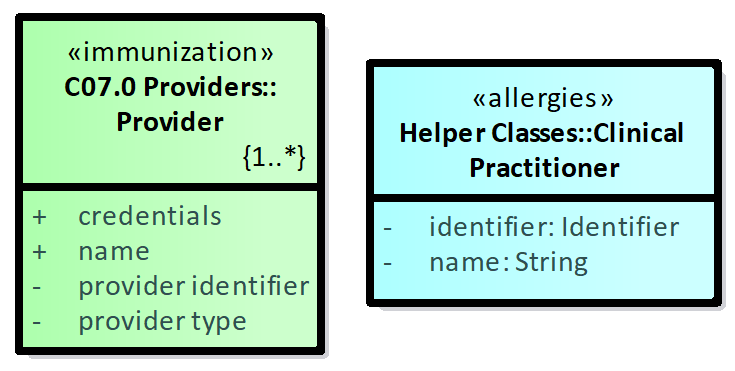 «immunization»
C07.0 Providers::
Provider
{1..*}
+ credentials
+ name
- provider identifier
- provider type
«allergies»
Helper Classes::Clinical
Practitioner
- identifier: Identifier
- name: String